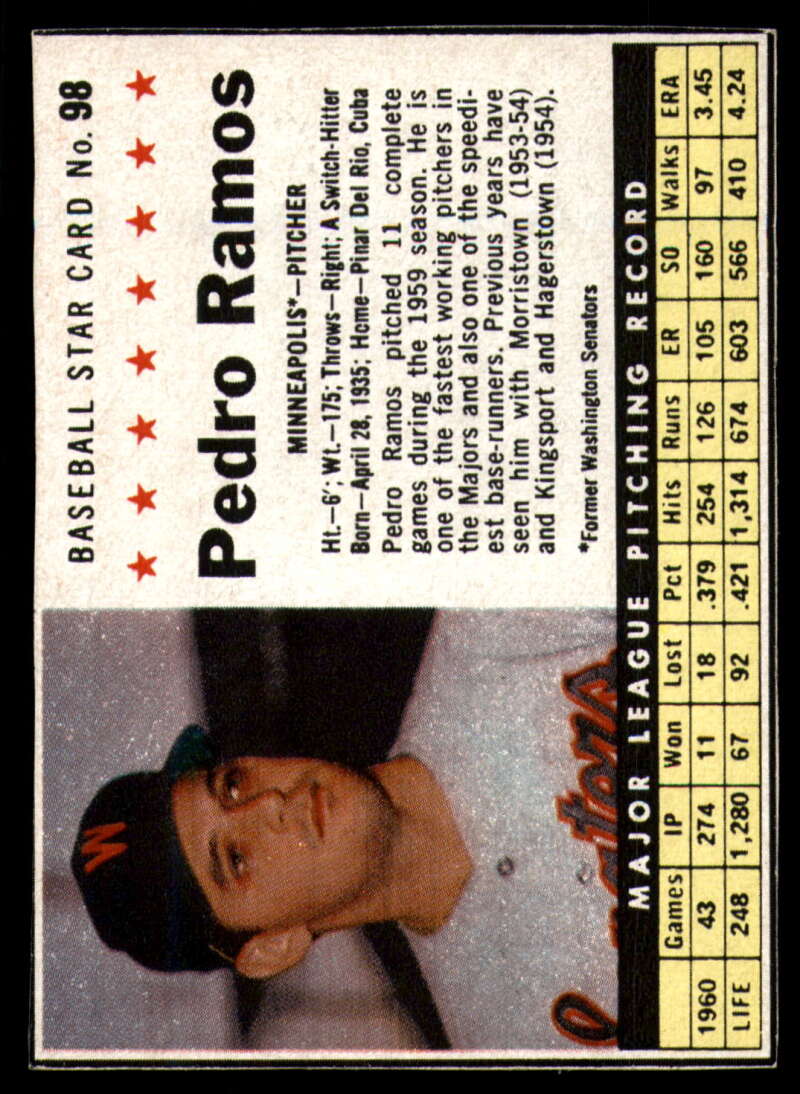 BASEBALL STAR CARD No. 98
★ ★ ★ ★ ★ ★ ★ ★
Pedro Ramos
MINNEAPOLIS*—PITCHER
Ht.—6'; Wt.—175; Throws—Right; A Switch-Hitter
Born—April 28, 1935; Home—Pinar Del Rio, Cuba
Pedro Ramos pitched 11 complete
games during the 1959 season. He is
one of the fastest working pitchers in
the Majors and also one of the speedi-
est base-runners. Previous years have
seen him with Morristown (1953-54)
and Kingsport and Hagerstown (1954).
*Former Washington Senators
W
MAJOR LEAGUE PITCHING RECORD
Games IP Won Lost Pct Hits Runs ER SO Walks ERA
1960 43 274 11 18 .379 254 126 105 160 97 3.45
LIFE 248 1,280 67 92 .421 1,314 674 603 566 410 4.24